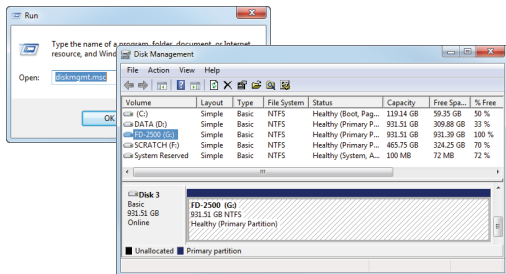 Run
Type the name of a program, folder, document, or Internet
resource, and Wind
Open: diskmgmt.msc
OK
Disk Management
File Action View Help
Volume Layout Type File System Status Capacity Free Spa... % Free
(C:) Simple Basic NTFS Healthy (Boot, Pag... 119.14 GB 59.35 GB 50 %
DATA (D:) Simple Basic NTFS Healthy (Primary P... 931.51 GB 309.88 GB 33 %
FD-2500 (G:) Simple Basic NTFS Healthy (Primary P... 931.51 GB 931.39 GB 100 %
SCRATCH (F:) Simple Basic NTFS Healthy (Primary P... 465.75 GB 324.25 GB 70 %
System Reserved Simple Basic NTFS Healthy (System, A... 100 MB 72 MB 72 %
Disk 3
Basic
931.51 GB
Online
FD-2500 (G:)
931.51 GB NTFS
Healthy (Primary Partition)
Unallocated Primary partition